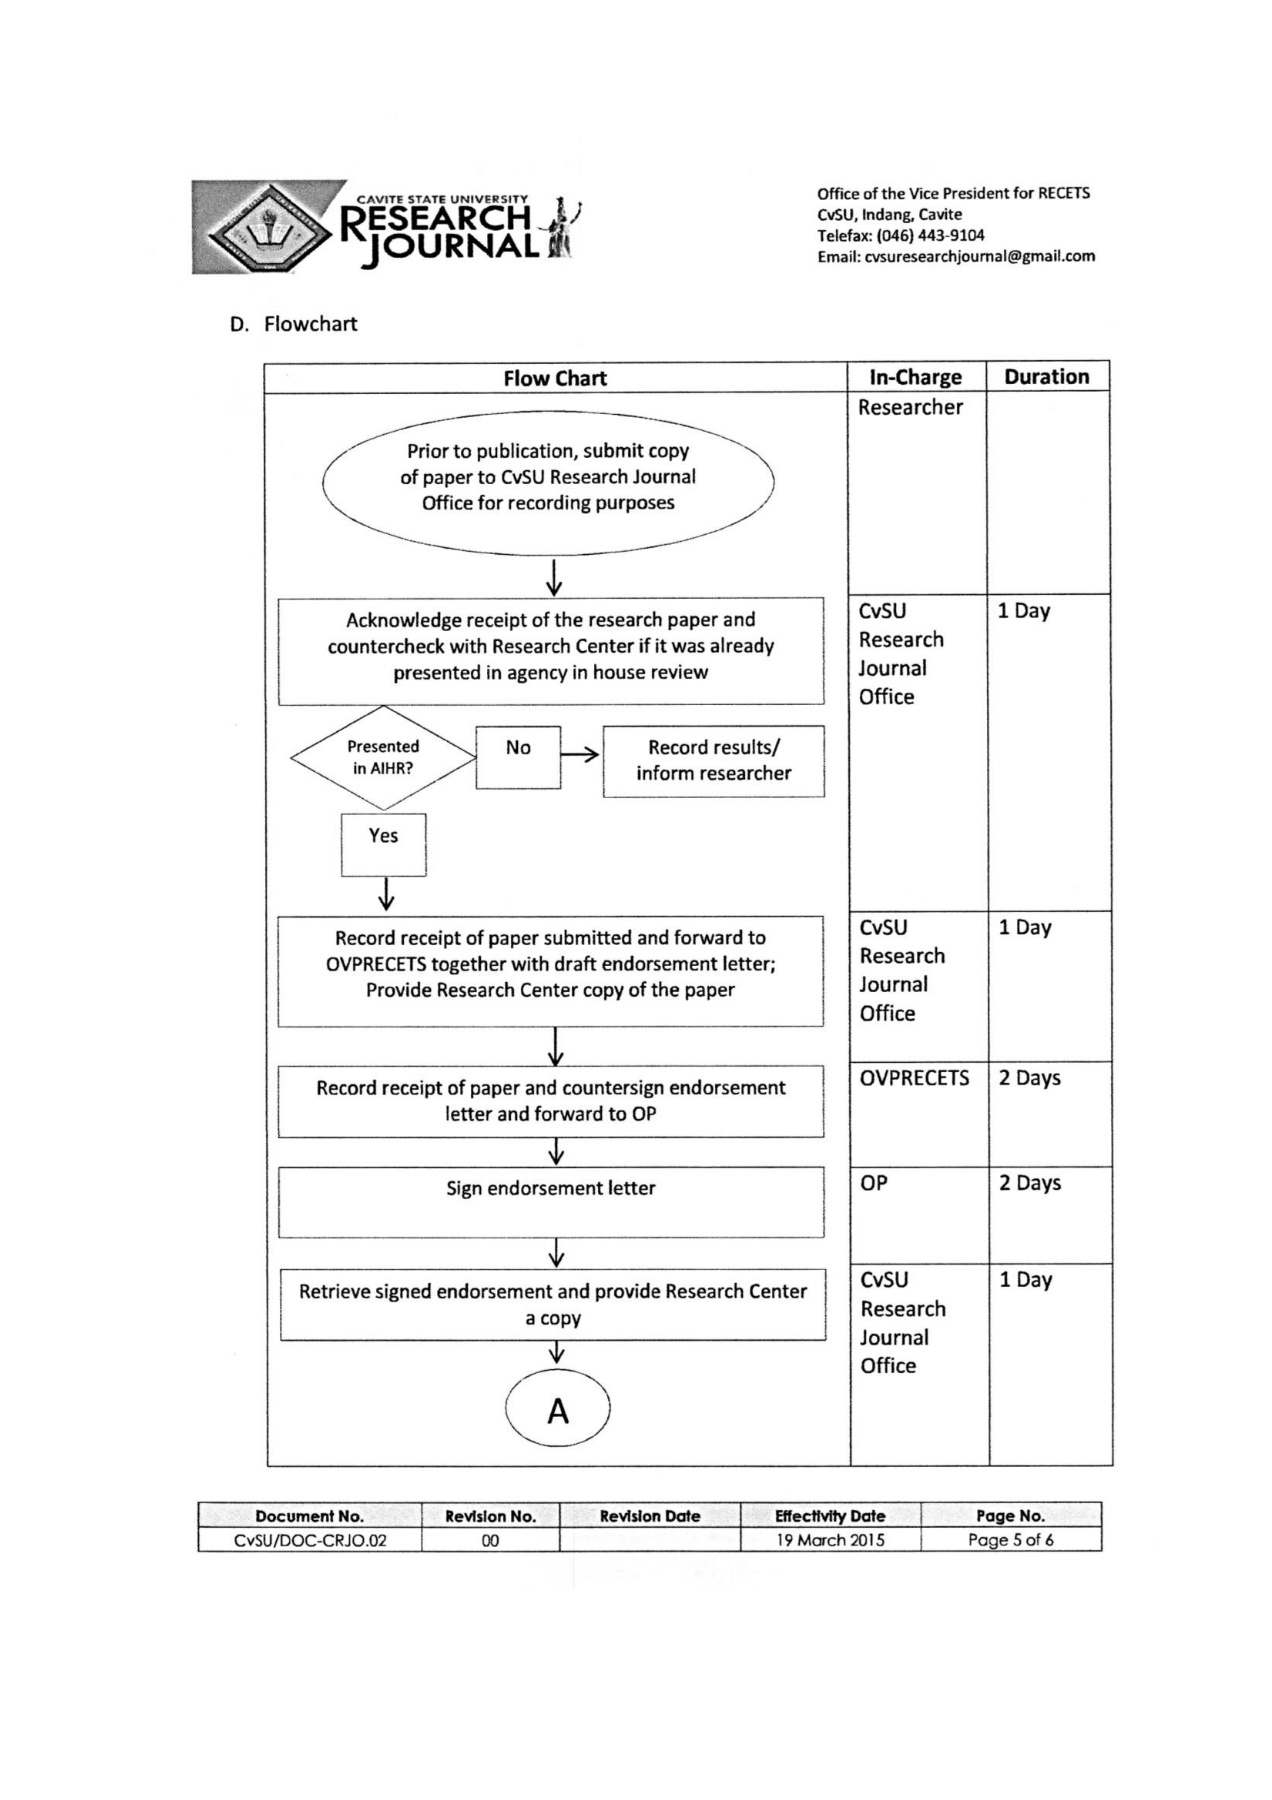 CAVITE STATE UNIVERSITY
RESEARCH
JOURNAL
Office of the Vice President for RECETS
CvSU, Indang, Cavite
Telefax: (046) 443-9104
Email: cvsuresearchjournal@gmail.com
D. Flowchart
Flow Chart In-Charge Duration
Researcher
Prior to publication, submit copy
of paper to CvSU Research Journal
Office for recording purposes
Acknowledge receipt of the research paper and
countercheck with Research Center if it was already
presented in agency in house review
CvSU
Research
Journal
Office
1 Day
Presented
in AIHR?
No
Record results/
inform researcher
Yes
Record receipt of paper submitted and forward to
OVPRECETS together with draft endorsement letter;
Provide Research Center copy of the paper
CvSU
Research
Journal
Office
1 Day
Record receipt of paper and countersign endorsement
letter and forward to OP
OVPRECETS
2 Days
Sign endorsement letter
OP
2 Days
Retrieve signed endorsement and provide Research Center
a copy
CvSU
Research
Journal
Office
1 Day
A
Document No. Revision No. Revision Date Effectivity Date Page No.
CvSU/DOC-CRJO.02 00 19 March 2015 Page 5 of 6